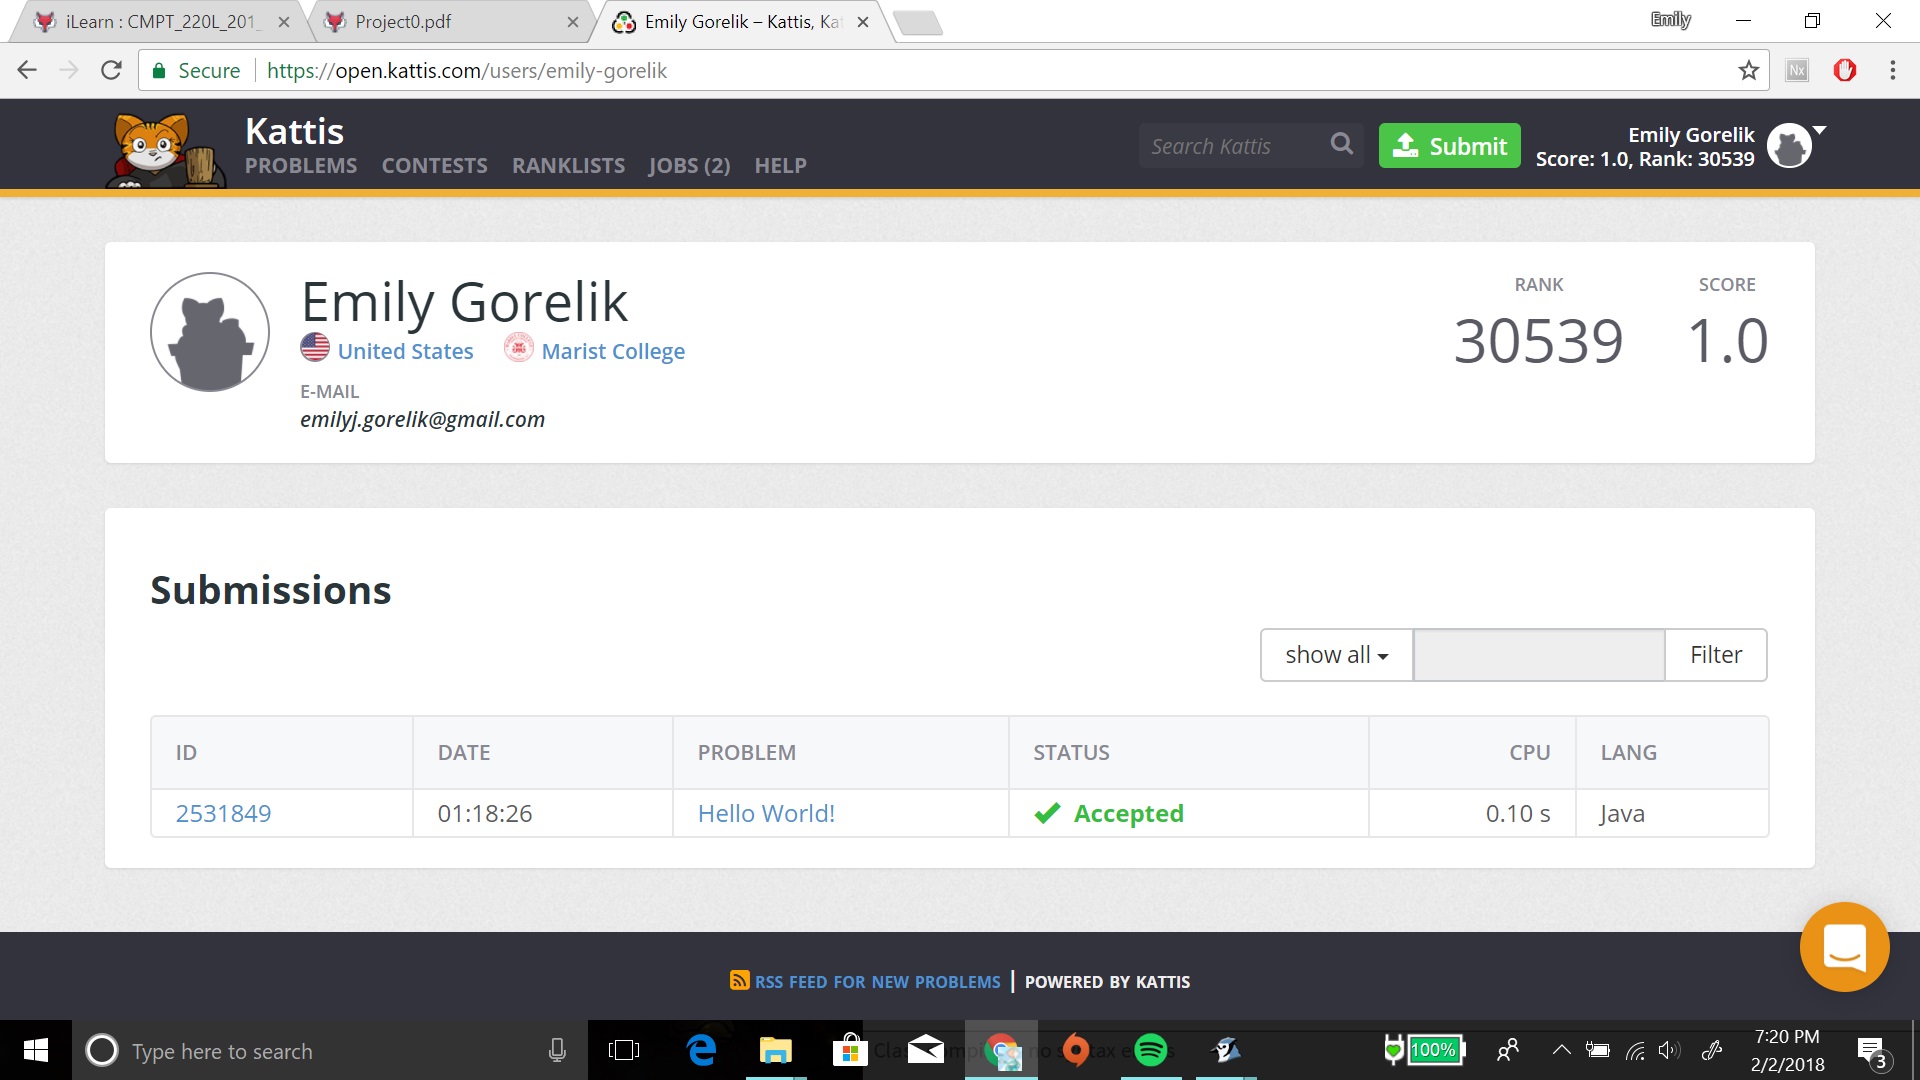 iLearn : CMPT_220L_201_
Project0.pdf
Emily Gorelik – Kattis, Ka
Emily
Secure
https://open.kattis.com/users/emily-gorelik
Nx
Kattis
PROBLEMS CONTESTS RANKLISTS JOBS (2) HELP
Search Kattis
Submit
Emily Gorelik
Score: 1.0, Rank: 30539
Emily Gorelik
United States Marist College
E-MAIL
emilyj.gorelik@gmail.com
RANK SCORE
30539 1.0
Submissions
show all Filter
ID DATE PROBLEM STATUS CPU LANG
2531849 01:18:26 Hello World! Accepted 0.10 s Java
RSS FEED FOR NEW PROBLEMS | POWERED BY KATTIS
Type here to search
100%
7:20 PM
2/2/2018
3